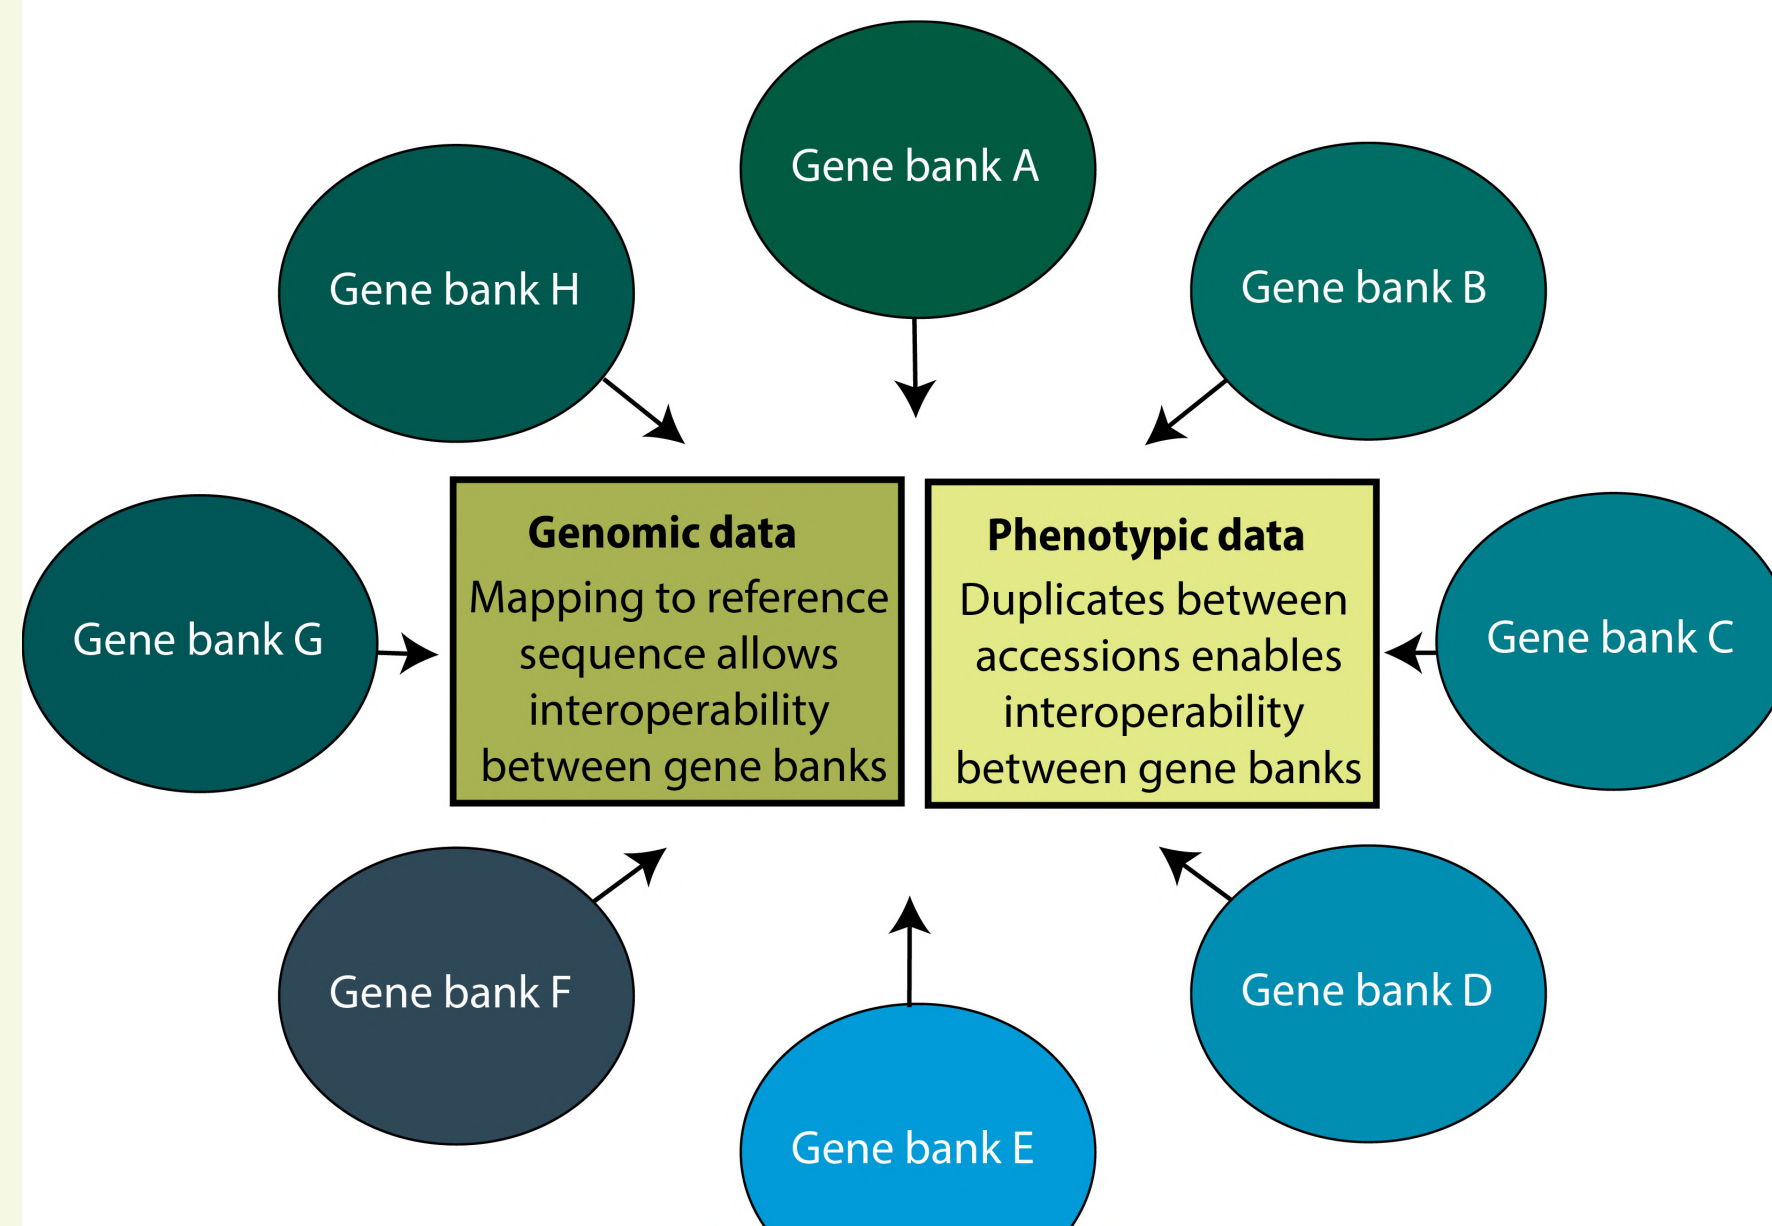 Gene bank A
Gene bank H
Gene bank B
Genomic data
Mapping to reference
sequence allows
interoperability
between gene banks
Phenotypic data
Duplicates between
accessions enables
interoperability
between gene banks
Gene bank G
Gene bank C
Gene bank F
Gene bank D
Gene bank E